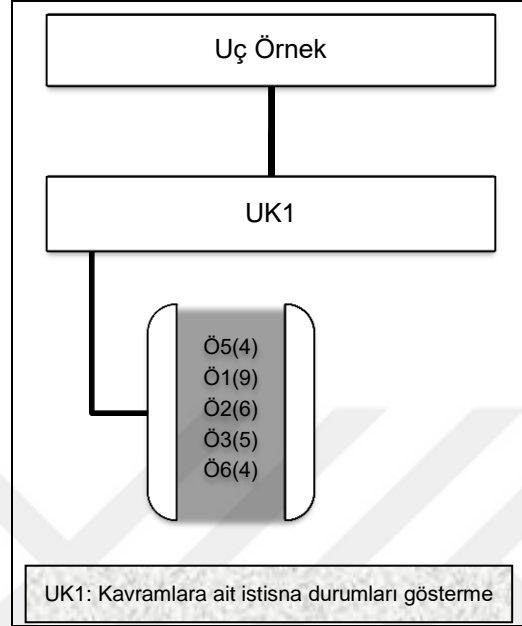 Uç Örnek
UK1
Ö5(4)
Ö1(9)
Ö2(6)
Ö3(5)
Ö6(4)
UK1: Kavramlara ait istisna durumları gösterme